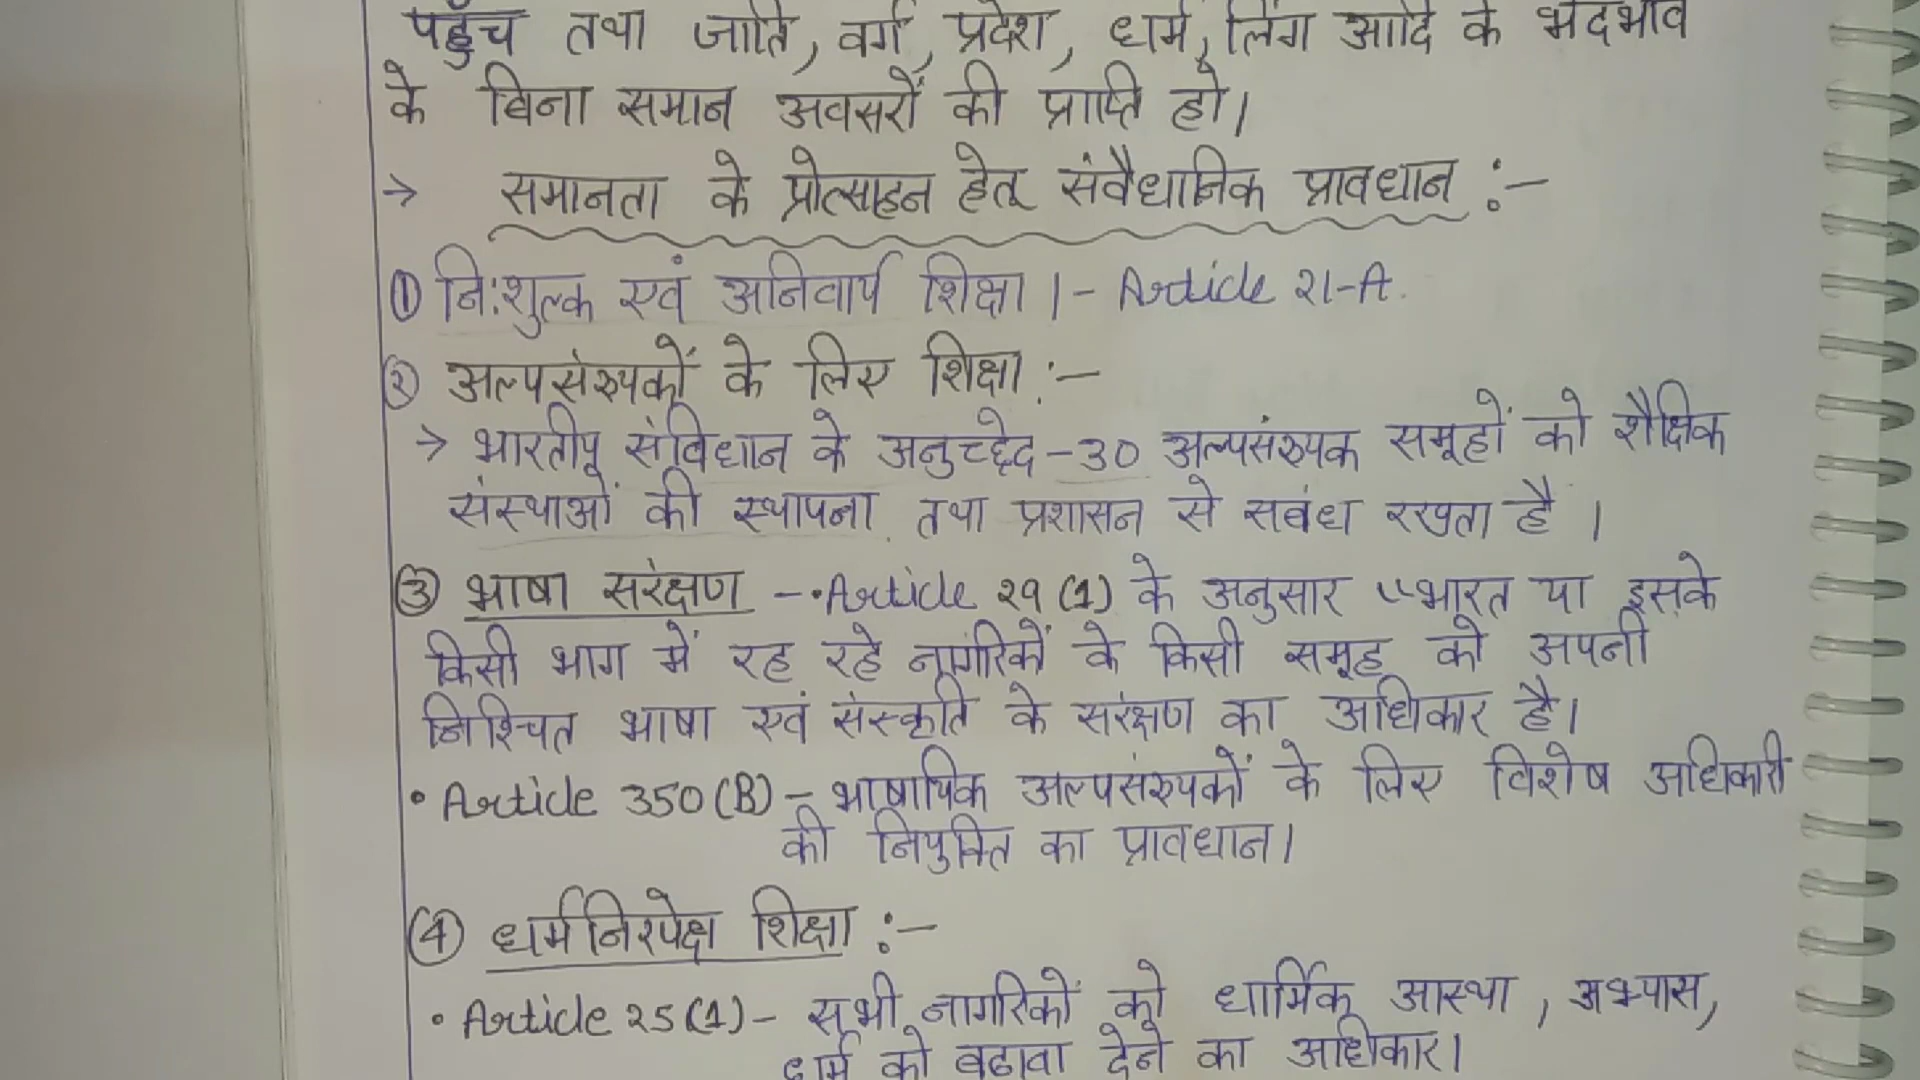 पहुँच तथा जाति, वर्ग, प्रदेश, धर्म, लिंग आदि के भेदभाव
के बिना समान अवसरों की प्राप्ति हो।
→ समानता के प्रोत्साहन हेतू संवैधानिक प्रावधान :-
① नि:शुल्क एवं अनिवार्य शिक्षा । - Article 21-A.
② अल्पसंख्यकों के लिए शिक्षा :-
→ भारतीय संविधान के अनुच्छेद - 30 अल्पसंख्यक समूहों को शैक्षिक
संस्थाओं की स्थापना तथा प्रशासन से सबंध रखता है ।
③ भाषा सरंक्षण - • Article 29 (1) के अनुसार "भारत या इसके
किसी भाग में रह रहे नागरिकों के किसी समूह को अपनी
निश्चित भाषा एवं संस्कृति के सरंक्षण का अधिकार है।
• Article 350 (B) - भाषायिक अल्पसंख्यकों के लिए विशेष अधिकारी
की नियुक्ति का प्रावधान।
(4) धर्मनिरपेक्ष शिक्षा :-
• Article 25 (1) - सभी नागरिकों को धार्मिक आस्था, अभ्यास,
धर्म को बढावा देने का अधिकार।